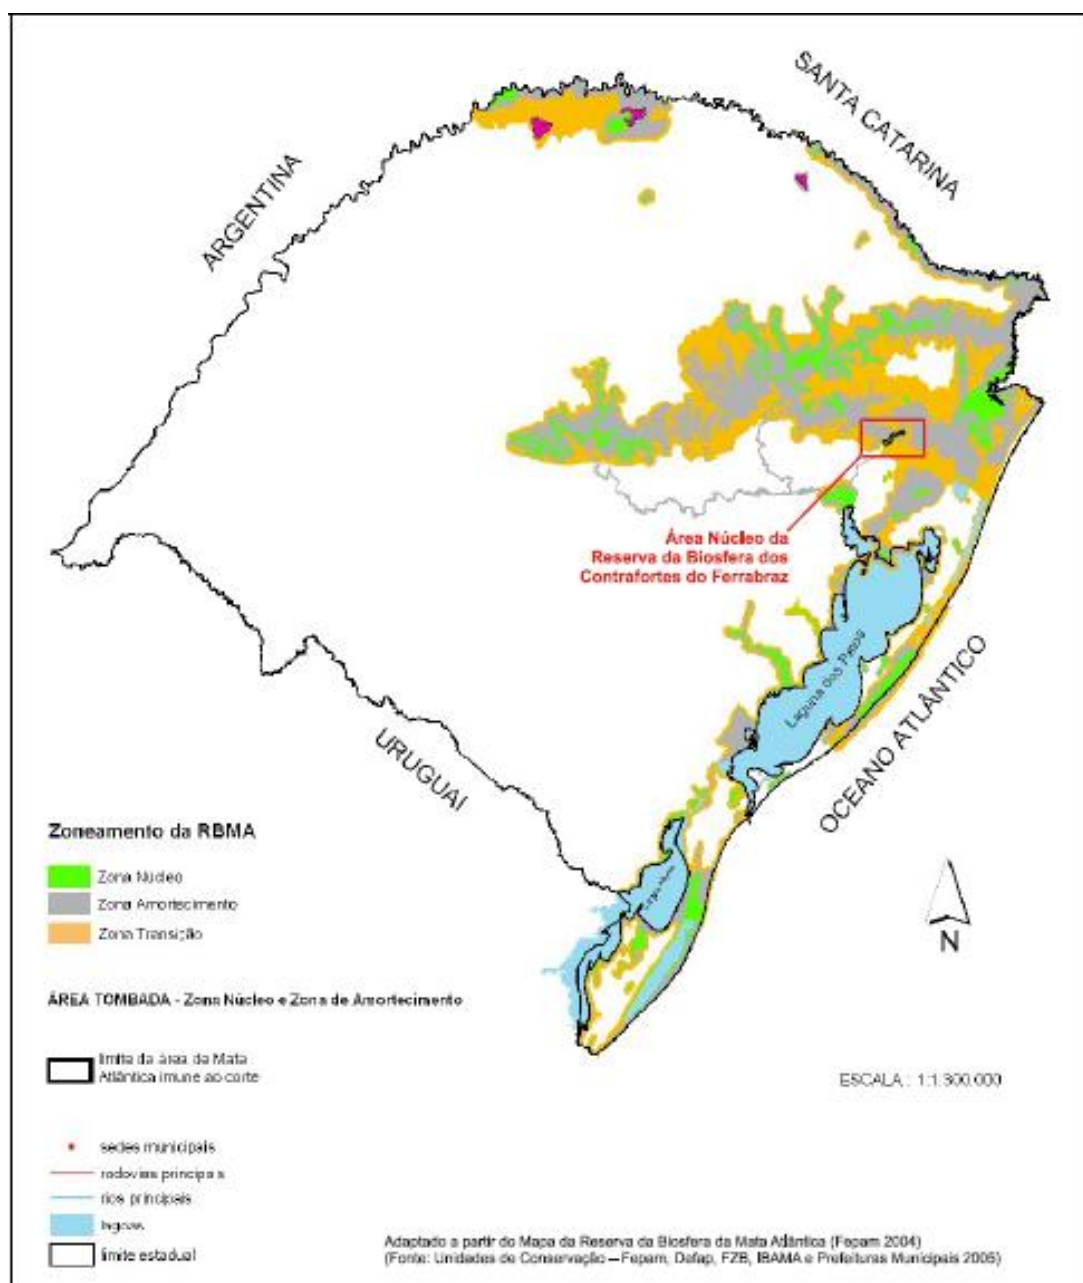 SANTA CATARINA
ARGENTINA
Área Núcleo da
Reserva da Biosfera dos
Contrafortes do Ferrabraz
Laguna dos Patos
OCEANO ATLÂNTICO
URUGUAI
Zoneamento da RBMA
Zona Núcleo
Zona Amortecimento
Zona Transição
N
ÁREA TOMBADA - Zona Núcleo e Zona de Amortecimento
limite da área de Mata
Atlântica imune ao corte
ESCALA : 1:1.300.000
sedes municipais
rodovias principais
rios principais
lagoas
limite estadual
Adaptado a partir do Mapa da Reserva da Biosfera da Mata Atlântica (Fepam 2004)
(Fonte: Unidades de Conservação – Fepam, Defap, FZB, IBAMA e Prefeituras Municipais 2005)